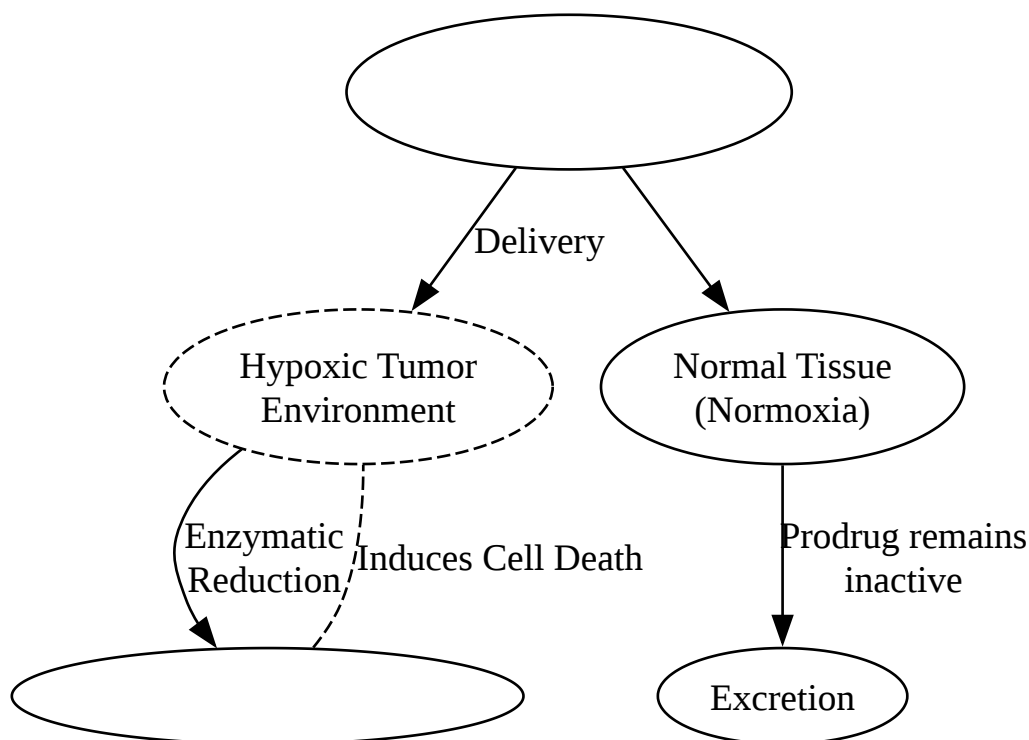 Delivery
Hypoxic Tumor
Environment
Normal Tissue
(Normoxia)
Enzymatic
Reduction
Induces Cell Death
Prodrug remains
inactive
Excretion